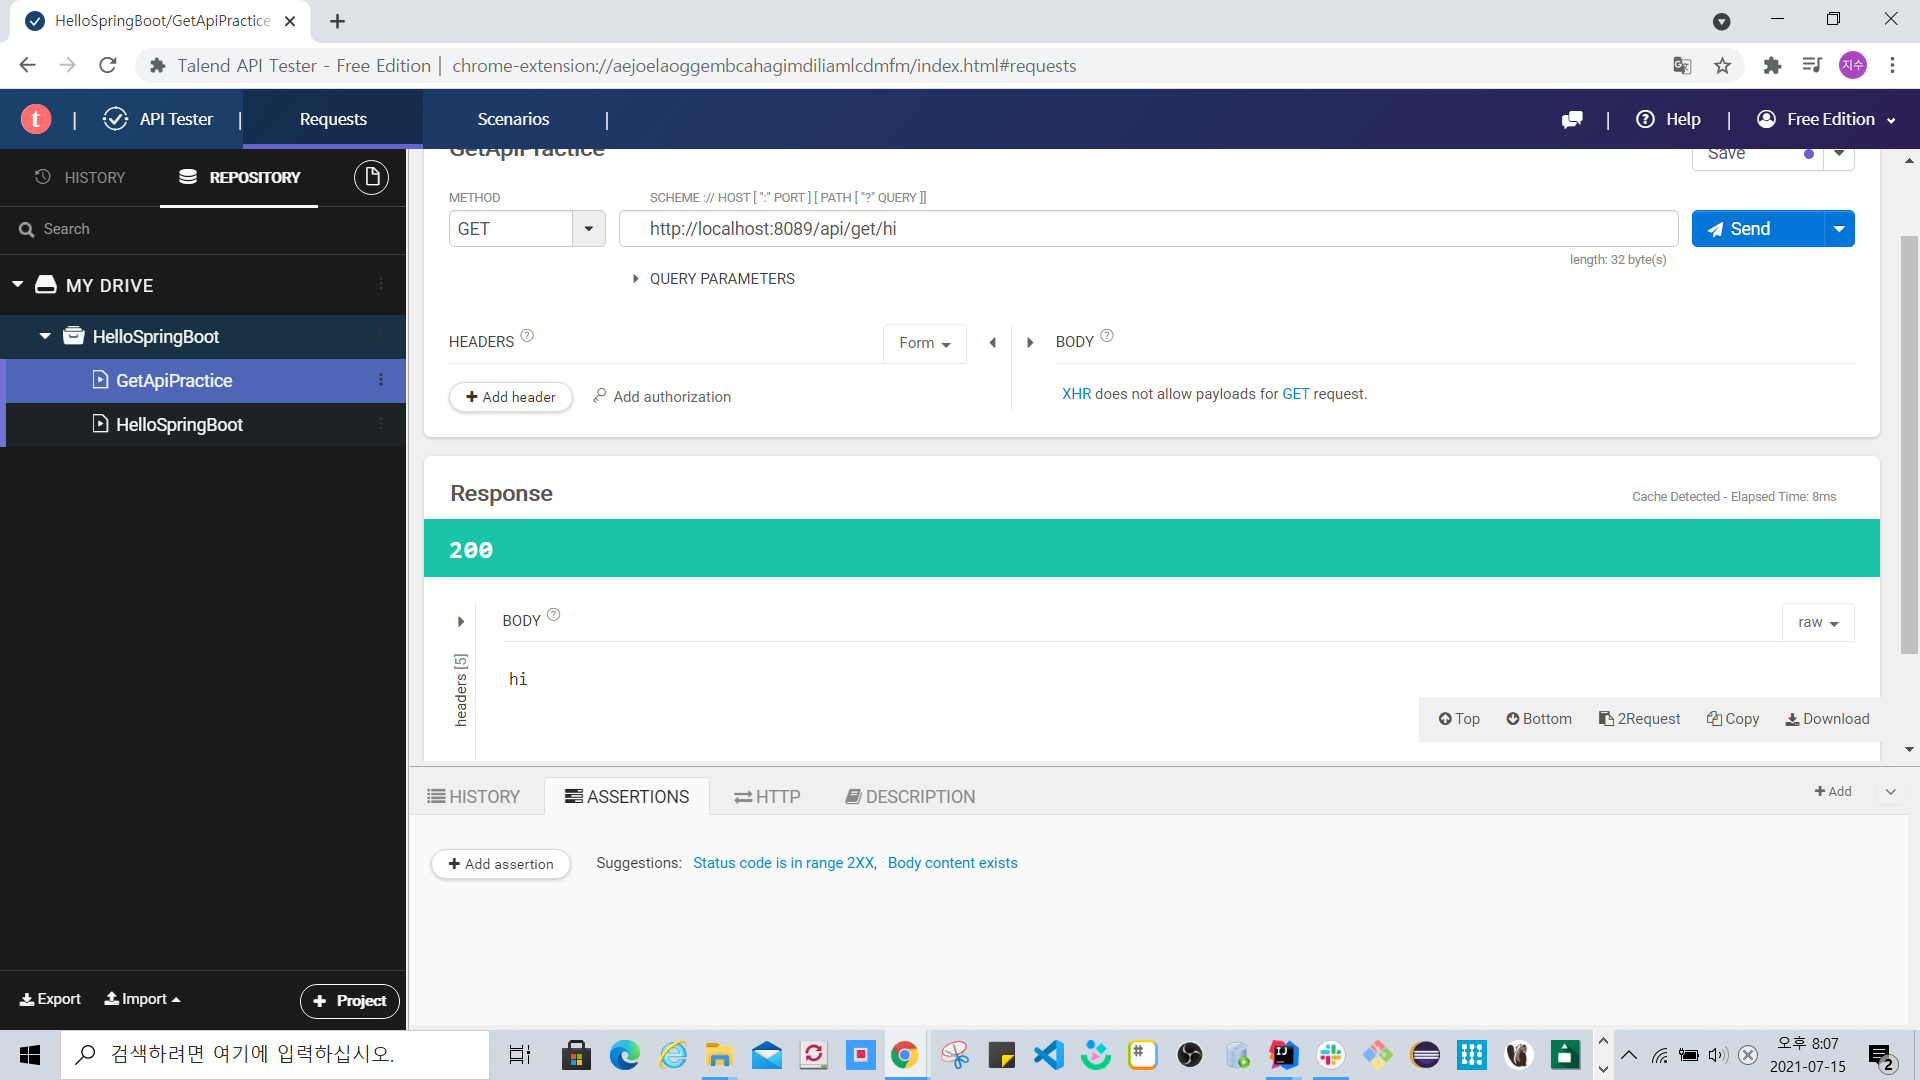 HelloSpringBoot/GetApiPractice
Talend API Tester - Free Edition | chrome-extension://aejoelaoggembcahagimdiliamlcdmfm/index.html#requests
지수
t | API Tester | Requests Scenarios | | Help | Free Edition
HISTORY REPOSITORY
Search
MY DRIVE
HelloSpringBoot
GetApiPractice
HelloSpringBoot
Export Import + Project
GetApiPractice
Save
METHOD SCHEME :// HOST [ ":" PORT ] [ PATH [ "?" QUERY ]]
GET http://localhost:8089/api/get/hi Send
length: 32 byte(s)
QUERY PARAMETERS
HEADERS ? Form BODY ?
+ Add header Add authorization XHR does not allow payloads for GET request.
Response Cache Detected - Elapsed Time: 8ms
200
BODY ? raw
headers [5]
hi
Top Bottom 2Request Copy Download
HISTORY ASSERTIONS HTTP DESCRIPTION + Add
+ Add assertion Suggestions: Status code is in range 2XX, Body content exists
검색하려면 여기에 입력하십시오.
오후 8:07
2021-07-15
2